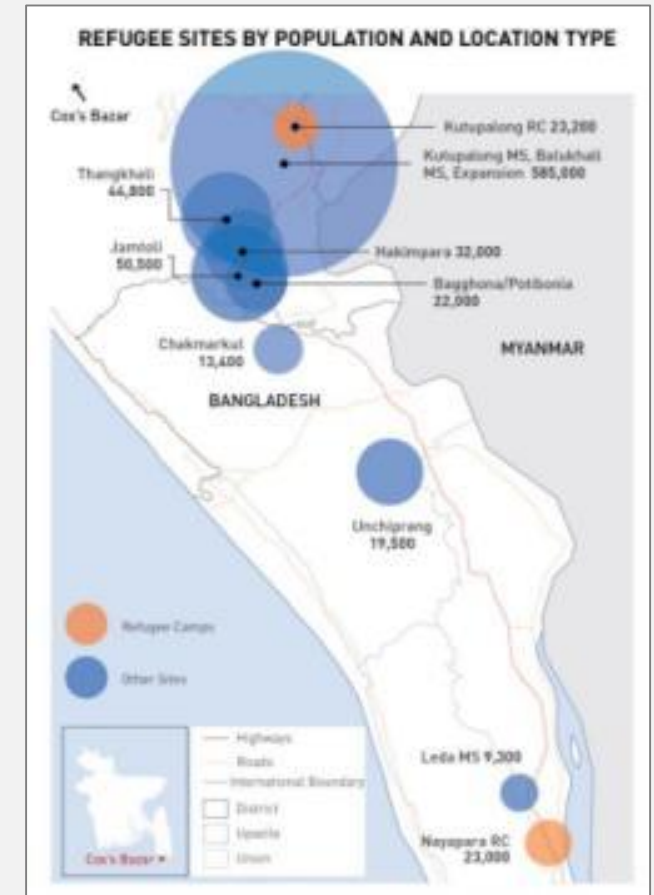 REFUGEE SITES BY POPULATION AND LOCATION TYPE
Cox's Bazar
Kutupalong RC 23,200
Kutupalong MS, Balukhali
MS, Expansion 585,000
Thangkhali
44,800
Jamtoli
50,500
Hakimpara 32,000
Bagghona/Potibonia
22,000
Chakmarkul
13,400
MYANMAR
BANGLADESH
Unchiprang
19,500
Refugee Camps
Other Sites
Leda MS 9,300
Nayapara RC
23,000
Highways
Roads
International Boundary
District
Upazila
Union
Cox's Bazar